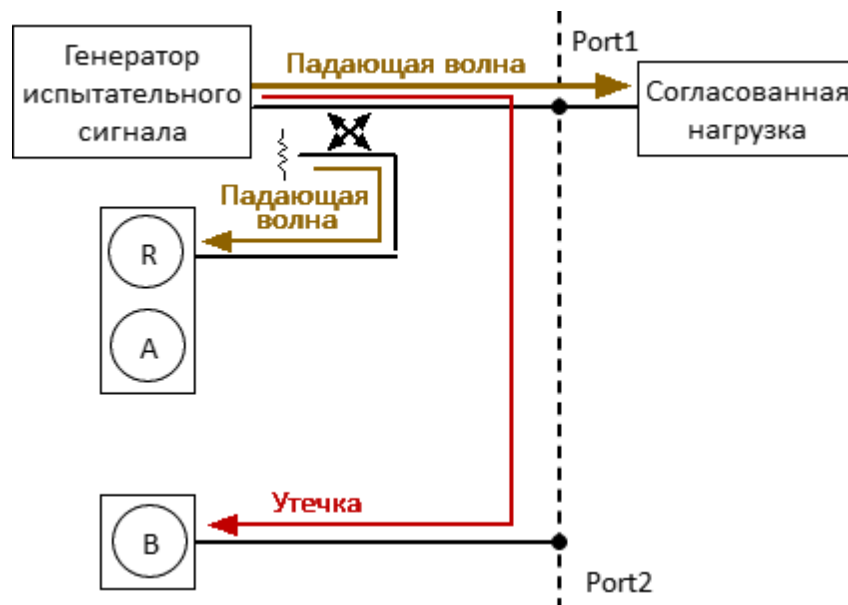 Генератор
испытательного
сигнала
Падающая волна
Port1
Согласованная
нагрузка
Падающая
волна
R
A
Утечка
B
Port2